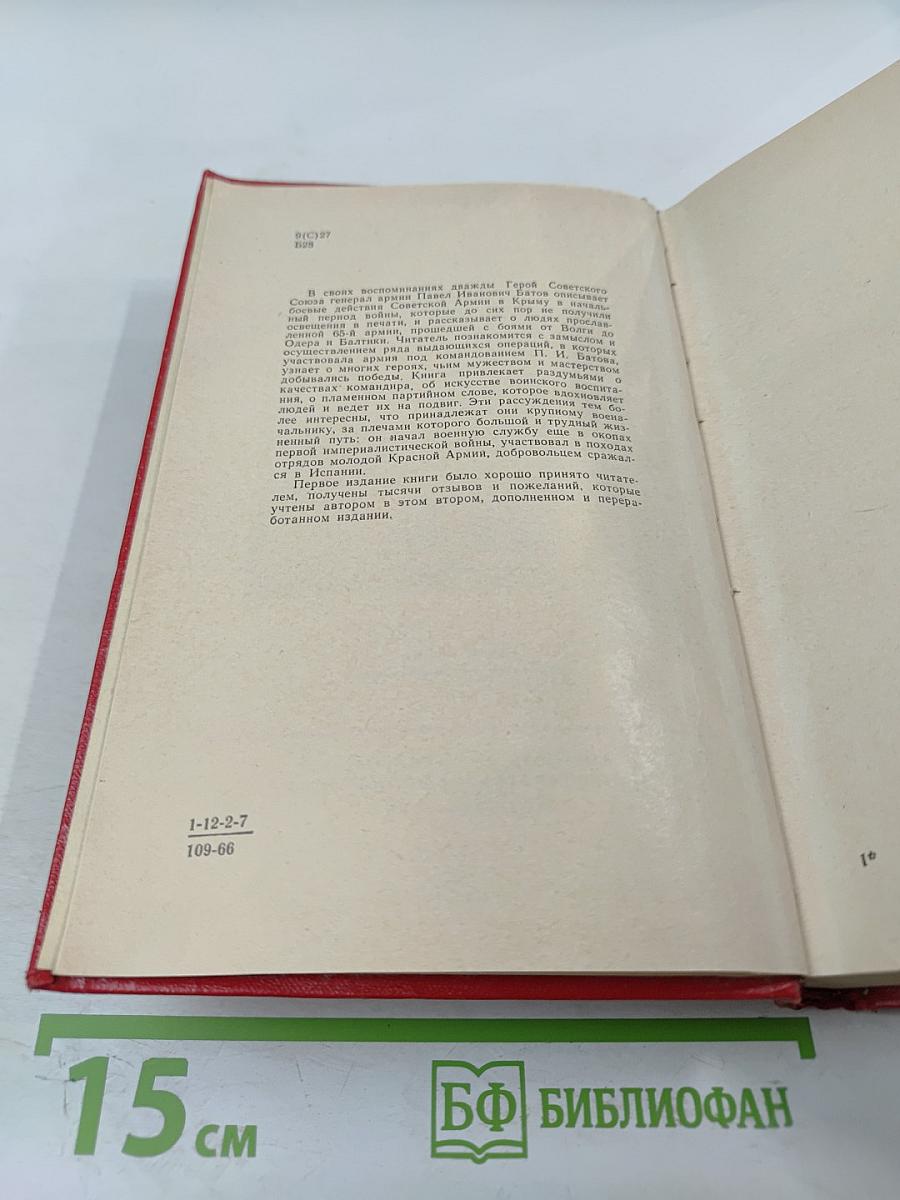 9(С)27
Б28
В своих воспоминаниях дважды Герой Советского
Союза генерал армии Павел Иванович Батов описывает
боевые действия Советской Армии в Крыму в началь-
ный период войны, которые до сих пор не получили
освещения в печати, и рассказывает о людях прослав-
ленной 65-й армии, прошедшей с боями от Волги до
Одера и Балтики. Читатель познакомится с замыслом и
осуществлением ряда выдающихся операций, в которых
участвовала армия под командованием П. И. Батова,
узнает о многих героях, чьим мужеством и мастерством
добывались победы. Книга привлекает раздумьями о
качествах командира, об искусстве воинского воспита-
ния, о пламенном партийном слове, которое вдохновляет
людей и ведет их на подвиг. Эти рассуждения тем бо-
лее интересны, что принадлежат они крупному воена-
чальнику, за плечами которого большой и трудный жиз-
ненный путь: он начал военную службу еще в окопах
первой империалистической войны, участвовал в походах
отрядов молодой Красной Армии, добровольцем сражал-
ся в Испании.
Первое издание книги было хорошо принято читате-
лем, получены тысячи отзывов и пожеланий, которые
учтены автором в этом втором, дополненном и перера-
ботанном издании.
1-12-2-7
109-66
1*
15 см
БФ БИБЛИОФАН